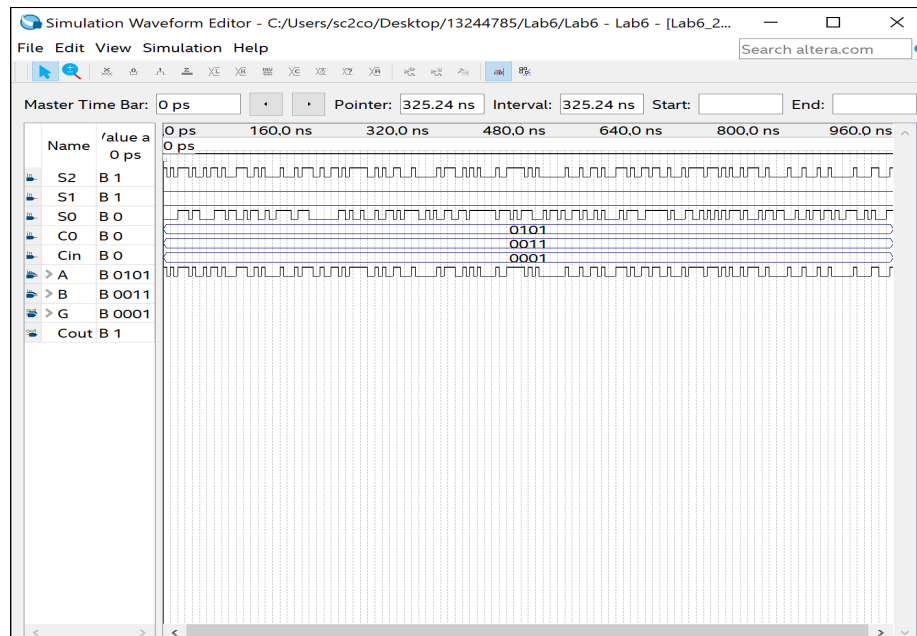 Simulation Waveform Editor - C:/Users/sc2co/Desktop/13244785/Lab6/Lab6 - Lab6 - [Lab6_2...
File Edit View Simulation Help
Search altera.com
Master Time Bar: 0 ps Pointer: 325.24 ns Interval: 325.24 ns Start: End:
Name /alue a 0 ps
0 ps 160,0 ns 320,0 ns 480,0 ns 640,0 ns 800,0 ns 960,0 ns
0 ps
S2 B 1
S1 B 1
S0 B 0
C0 B 0 0101
0011
Cin B 0 0001
> A B 0101
> B B 0011
> G B 0001
Cout B 1